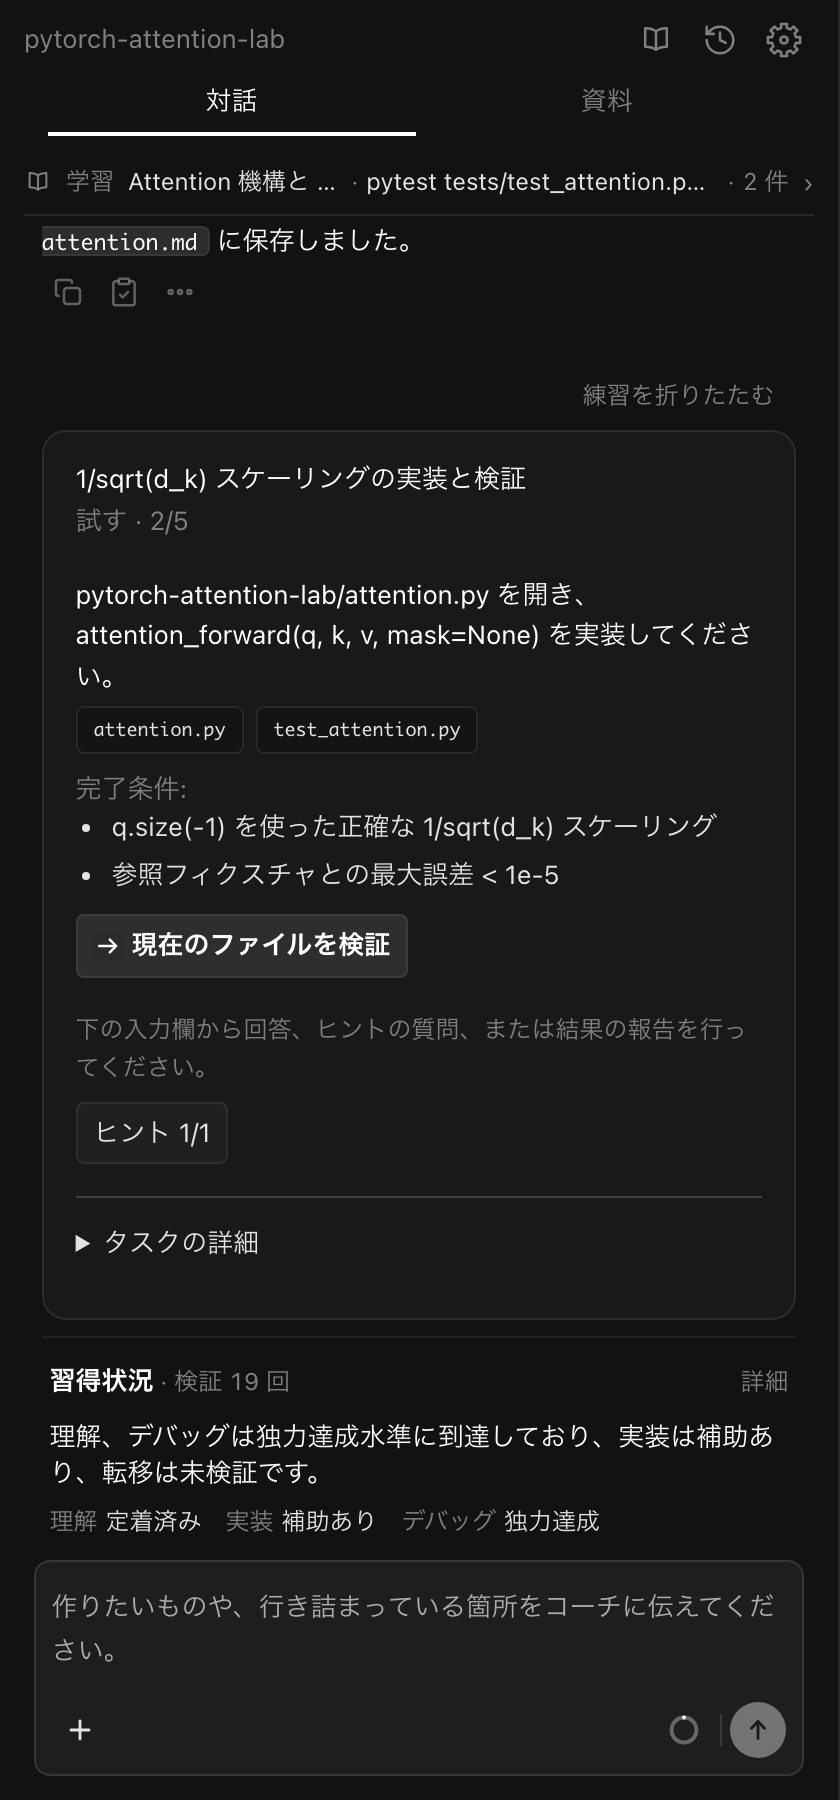 pytorch-attention-lab
対話
資料
学習 Attention 機構と ... · pytest tests/test_attention.p... · 2 件 ›
attention.md に保存しました。
練習を折りたたむ
1/sqrt(d_k) スケーリングの実装と検証
試す · 2/5
pytorch-attention-lab/attention.py を開き、
attention_forward(q, k, v, mask=None) を実装してくださ
い。
attention.py test_attention.py
完了条件:
• q.size(-1) を使った正確な 1/sqrt(d_k) スケーリング
• 参照フィクスチャとの最大誤差 < 1e-5
→ 現在のファイルを検証
下の入力欄から回答、ヒントの質問、または結果の報告を行っ
てください。
ヒント 1/1
▶ タスクの詳細
習得状況 · 検証 19 回
詳細
理解、デバッグは独力達成水準に到達しており、実装は補助あ
り、転移は未検証です。
理解 定着済み 実装 補助あり デバッグ 独力達成
作りたいものや、行き詰まっている箇所をコーチに伝えてくだ
さい。